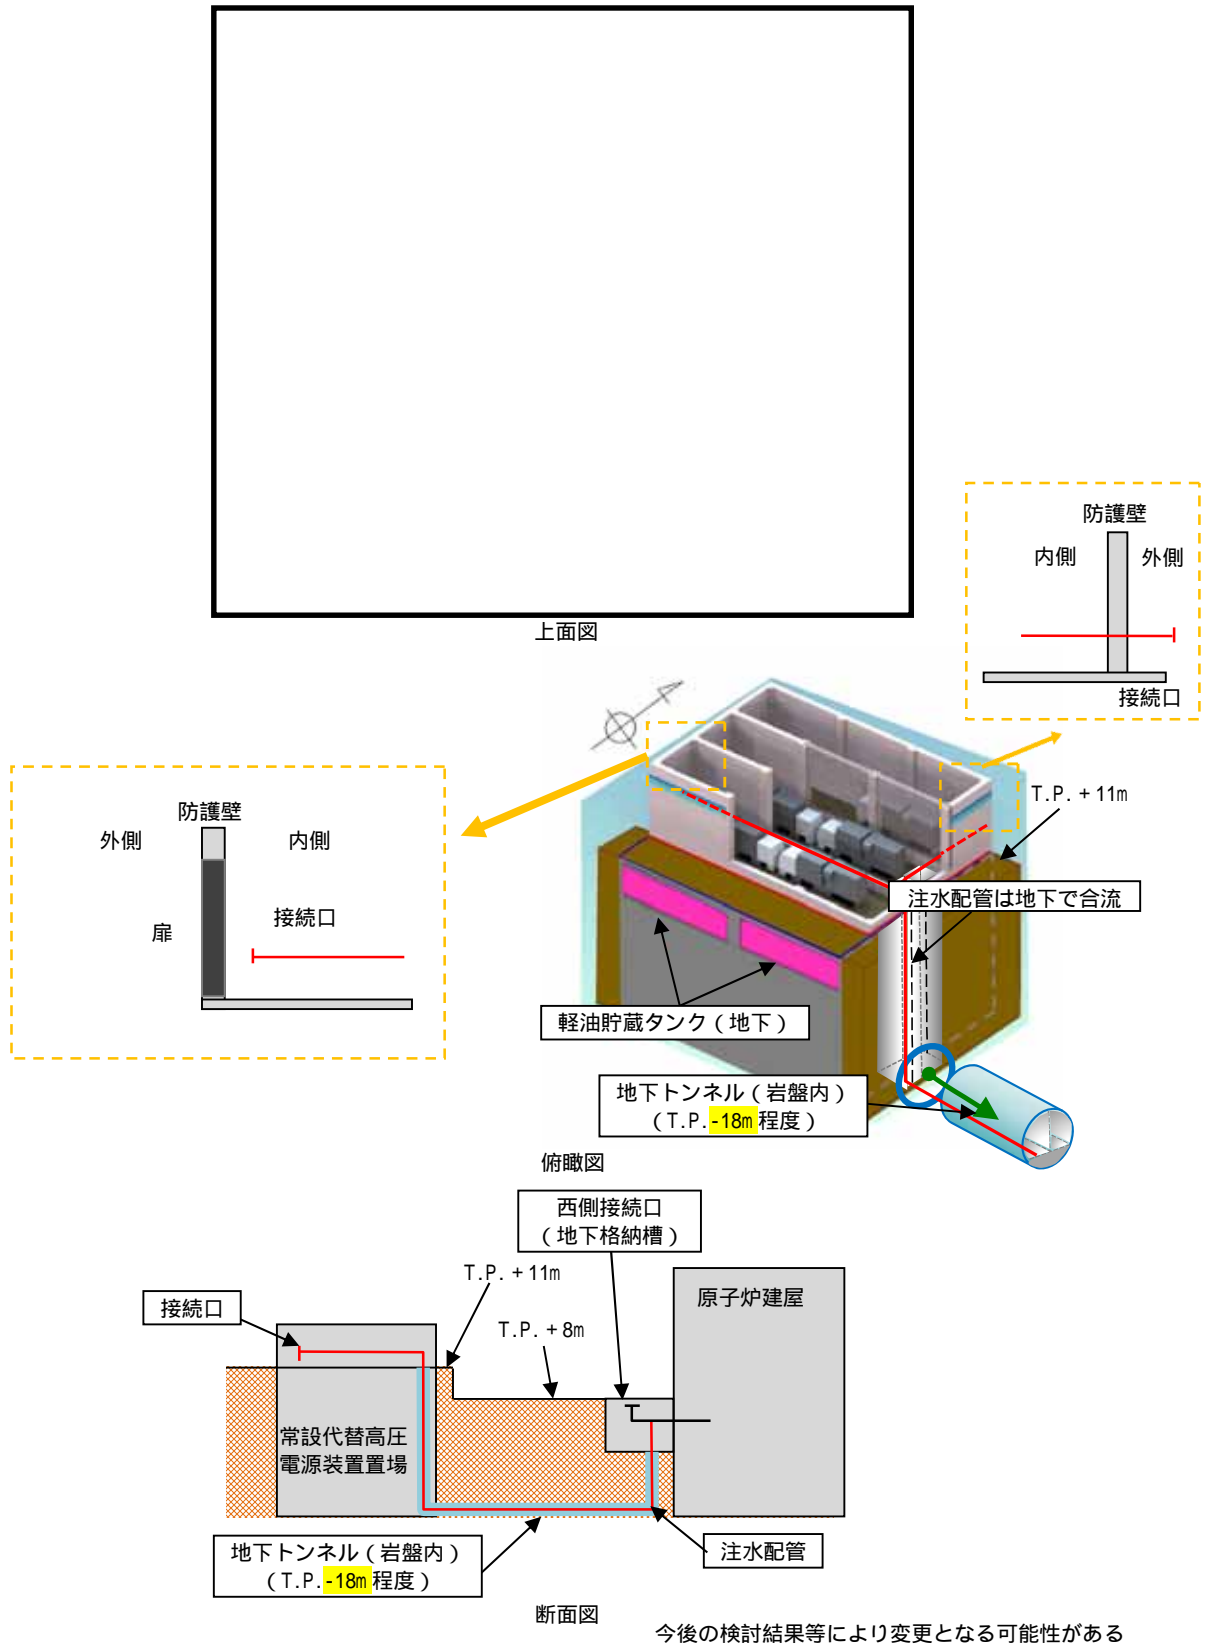 上面図
防護壁
内側
外側
接続口
T.P.+11m
防護壁
外側
内側
接続口
扉
注水配管は地下で合流
軽油貯蔵タンク(地下)
地下トンネル(岩盤内)
(T.P.-18m程度)
俯瞰図
西側接続口
(地下格納槽)
T.P.+11m
原子炉建屋
接続口
T.P.+8m
常設代替高圧
電源装置置場
地下トンネル(岩盤内)
(T.P.-18m程度)
注水配管
断面図
今後の検討結果等により変更となる可能性がある